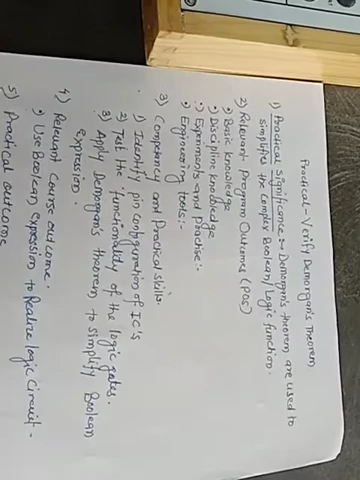 Practical - Verify Demorgan's Theorem
1) Practical Significance :- Demorgan's theorem are used to
simplifies the complex Boolean/Logic function.
2) Relevant Program Outcomes (POs)
• Basic knowledge
• Discipline knowledge
• Experiments and practise :-
• Engineering tools :-
3) Competency and Practical skills.
1) Identify pin configuration of IC's
2) Test the functionality of the logic gates.
3) Apply Demorgan's theorem to simplify Boolean
Expression.
4) Relevant Course outcome.
• Use Boolean expression to Realize logic circuit -
5) Practical outcome